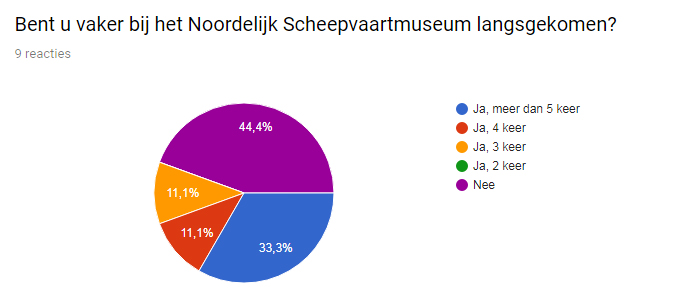 Bent u vaker bij het Noordelijk Scheepvaartmuseum langsgekomen?
9 reacties
44,4%
11,1%
11,1%
33,3%
Ja, meer dan 5 keer
Ja, 4 keer
Ja, 3 keer
Ja, 2 keer
Nee